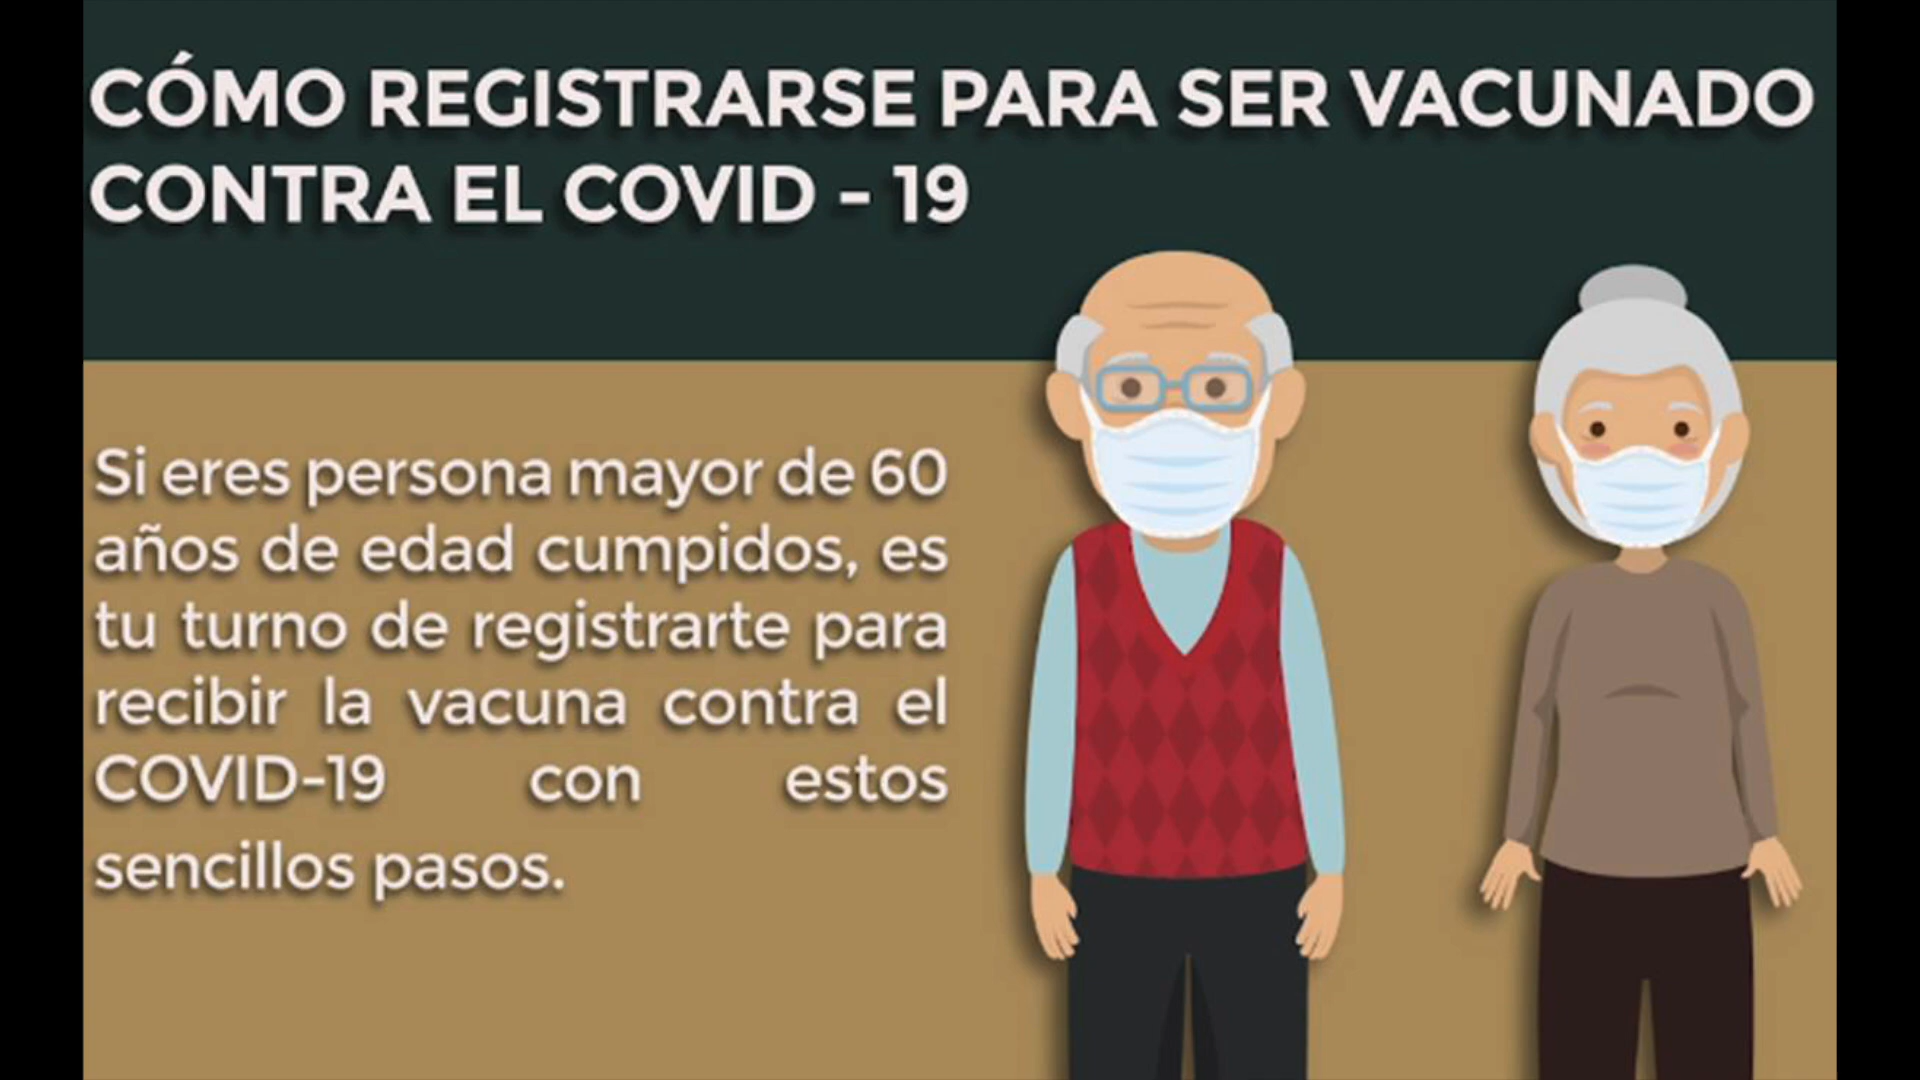 CÓMO REGISTRARSE PARA SER VACUNADO
CONTRA EL COVID - 19
Si eres persona mayor de 60
años de edad cumpidos, es
tu turno de registrarte para
recibir la vacuna contra el
COVID-19 con estos
sencillos pasos.